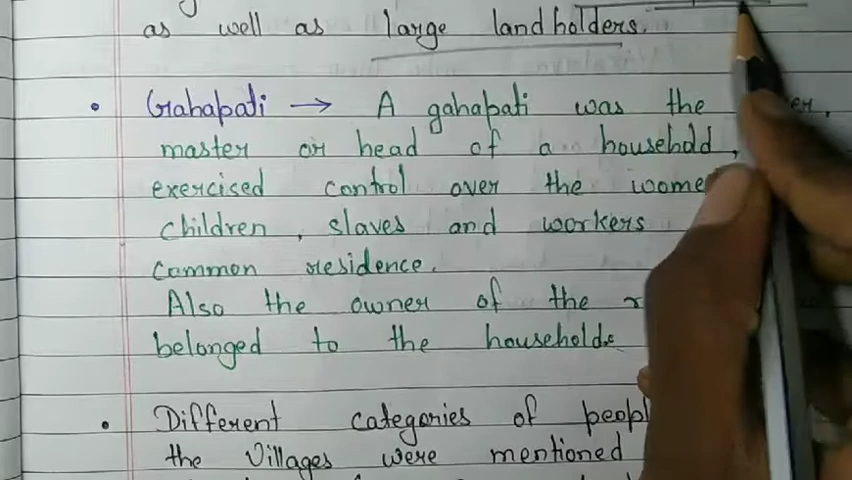 as well as large landholders.
• Gahapati → A gahapati was the
master or head of a household,
exercised control over the
children, slaves and workers
common residence.
Also the owner of the
belonged to the households
• Different categories of
the Villages were mentioned